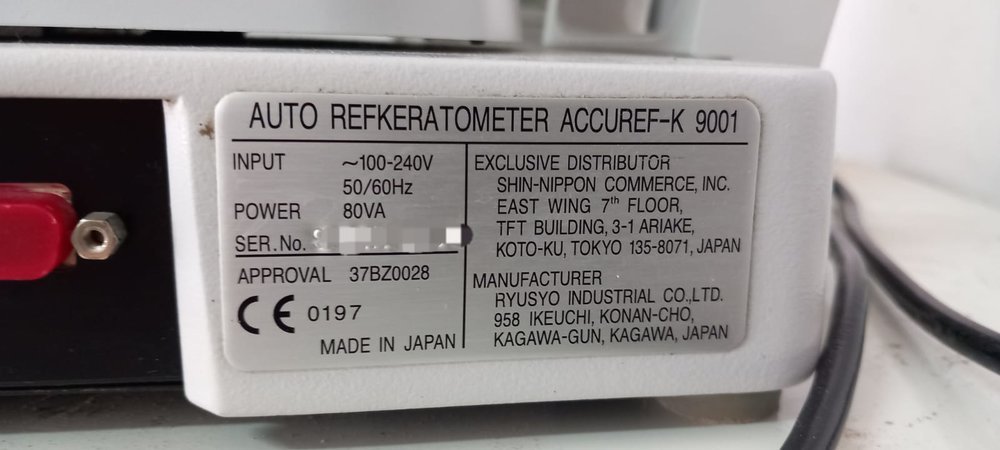 AUTO REFKERATOMETER ACCUREF-K 9001
INPUT ~100-240V
50/60Hz
POWER 80VA
SER.No.
APPROVAL 37BZ0028
CE 0197
MADE IN JAPAN
EXCLUSIVE DISTRIBUTOR
SHIN-NIPPON COMMERCE, INC.
EAST WING 7th FLOOR,
TFT BUILDING, 3-1 ARIAKE,
KOTO-KU, TOKYO 135-8071, JAPAN
MANUFACTURER
RYUSYO INDUSTRIAL CO.,LTD.
958 IKEUCHI, KONAN-CHO,
KAGAWA-GUN, KAGAWA, JAPAN